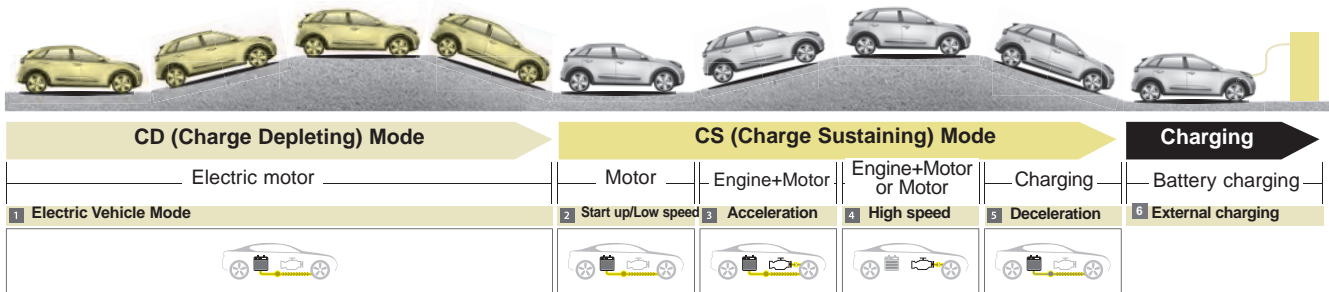 CD (Charge Depleting) Mode
CS (Charge Sustaining) Mode
Charging
Electric motor
Motor
Engine+Motor
Engine+Motor
or Motor
Charging
Battery charging
1 Electric Vehicle Mode
2 Start up/Low speed
3 Acceleration
4 High speed
5 Deceleration
6 External charging